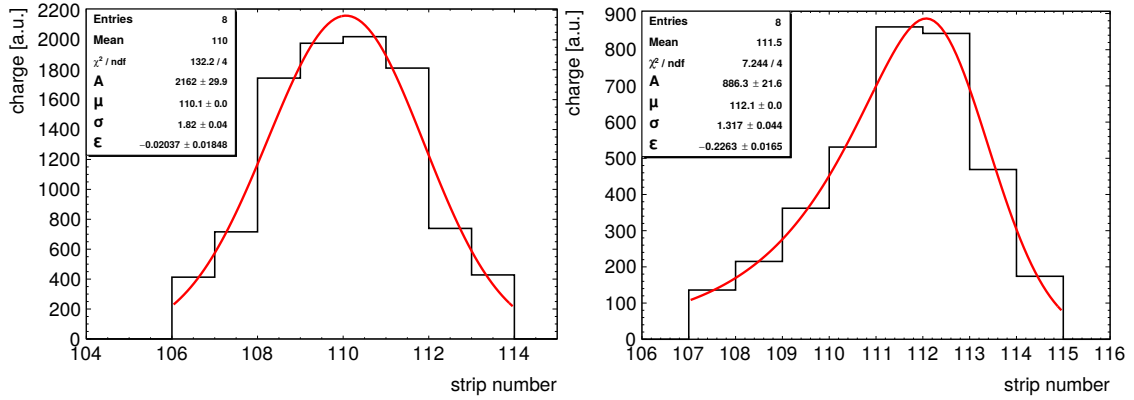 charge [a.u.]
2200
2000
1800
1600
1400
1200
1000
800
600
400
200
0
Entries 8
Mean 110
χ² / ndf 132.2 / 4
A 2162 ± 29.9
μ 110.1 ± 0.0
σ 1.82 ± 0.04
ε −0.02037 ± 0.01848
104 106 108 110 112 114
strip number
charge [a.u.]
900
800
700
600
500
400
300
200
100
0
Entries 8
Mean 111.5
χ² / ndf 7.244 / 4
A 886.3 ± 21.6
μ 112.1 ± 0.0
σ 1.317 ± 0.044
ε −0.2263 ± 0.0165
106 107 108 109 110 111 112 113 114 115 116
strip number